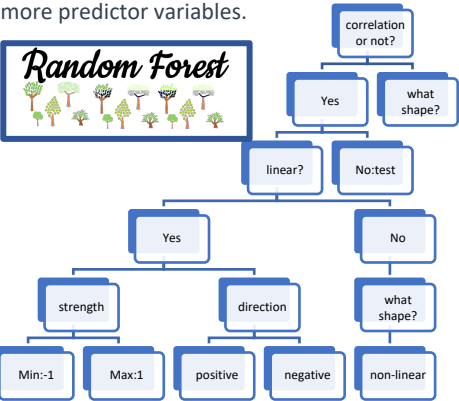 more predictor variables.
correlation
or not?
Random Forest
Yes
what
shape?
linear?
No:test
Yes
No
strength
direction
what
shape?
Min:-1
Max:1
positive
negative
non-linear